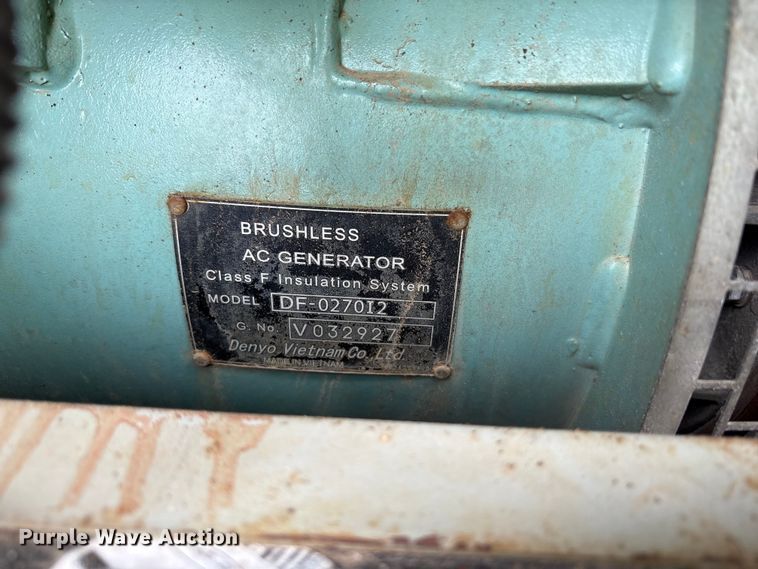 BRUSHLESS
AC GENERATOR
Class F Insulation System
MODEL DF-0270I2
G. No. V032927
Denyo Vietnam Co., Ltd.
MADE IN VIETNAM
Purple Wave Auction